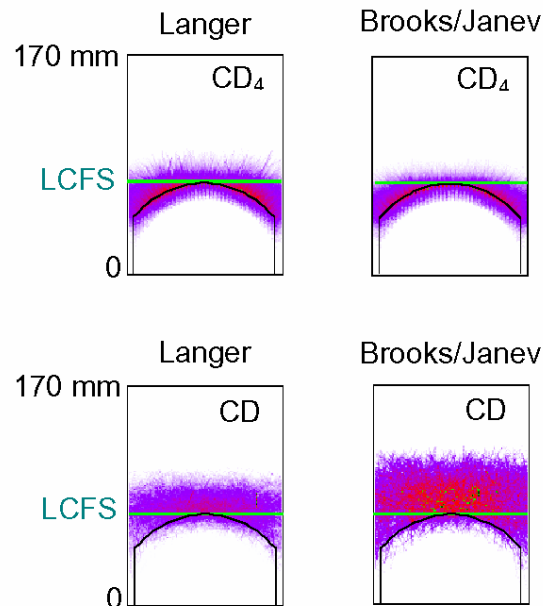 Langer Brooks/Janev
170 mm
CD₄ CD₄
LCFS
0
Langer Brooks/Janev
170 mm
CD CD
LCFS
0